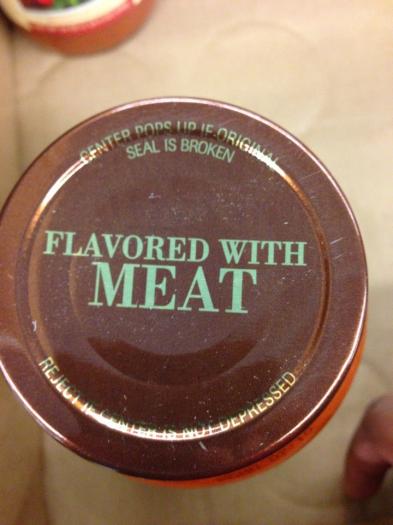 CENTER POPS UP IF ORIGINAL
SEAL IS BROKEN
FLAVORED WITH
MEAT
REJECT IF CENTER IS NOT DEPRESSED